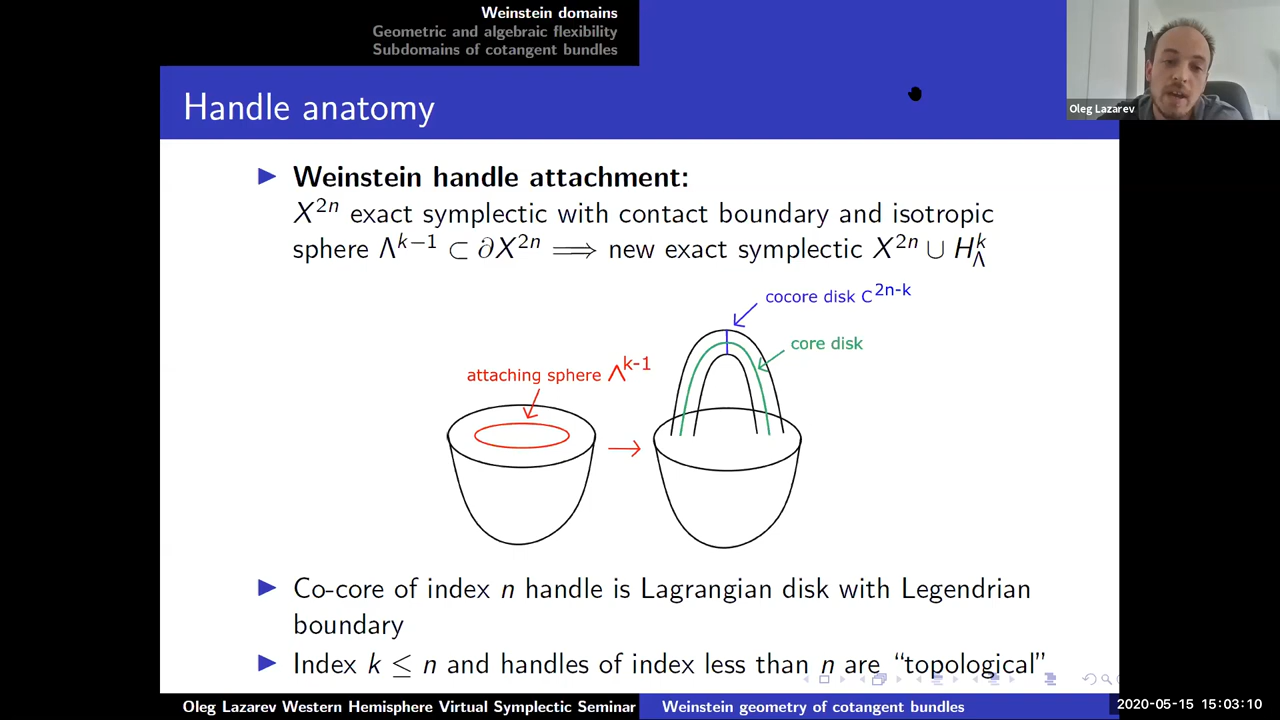 Weinstein domains
Geometric and algebraic flexibility
Subdomains of cotangent bundles
Oleg Lazarev
Handle anatomy
Weinstein handle attachment:
X²ⁿ exact symplectic with contact boundary and isotropic
sphere Λᵏ⁻¹ ⊂ ∂X²ⁿ ⟹ new exact symplectic X²ⁿ ∪ H^k_Λ
cocore disk C^2n-k
core disk
attaching sphere Λ^k-1
Co-core of index n handle is Lagrangian disk with Legendrian
boundary
Index k ≤ n and handles of index less than n are “topological”
Oleg Lazarev Western Hemisphere Virtual Symplectic Seminar
Weinstein geometry of cotangent bundles
2020-05-15 15:03:10